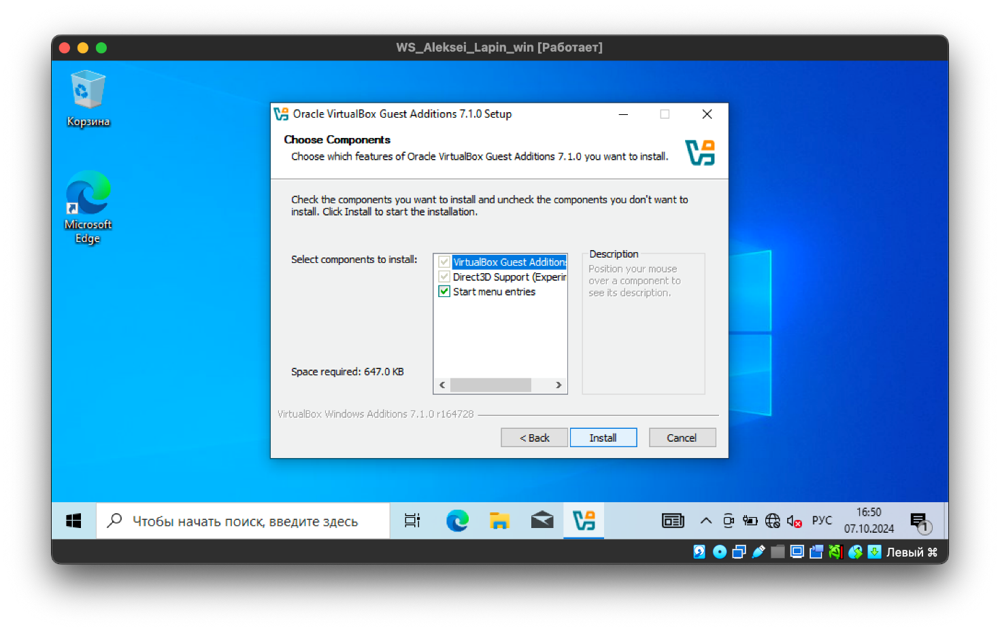 WS_Aleksei_Lapin_win [Работает]
Корзина
Microsoft
Edge
Oracle VirtualBox Guest Additions 7.1.0 Setup
Choose Components
Choose which features of Oracle VirtualBox Guest Additions 7.1.0 you want to install.
Check the components you want to install and uncheck the components you don't want to
install. Click Install to start the installation.
Select components to install:
VirtualBox Guest Additions
Direct3D Support (Experir
Start menu entries
Description
Position your mouse
over a component to
see its description.
Space required: 647.0 KB
VirtualBox Windows Additions 7.1.0 r164728
< Back
Install
Cancel
Чтобы начать поиск, введите здесь
РУС
16:50
07.10.2024
1
Левый ⌘